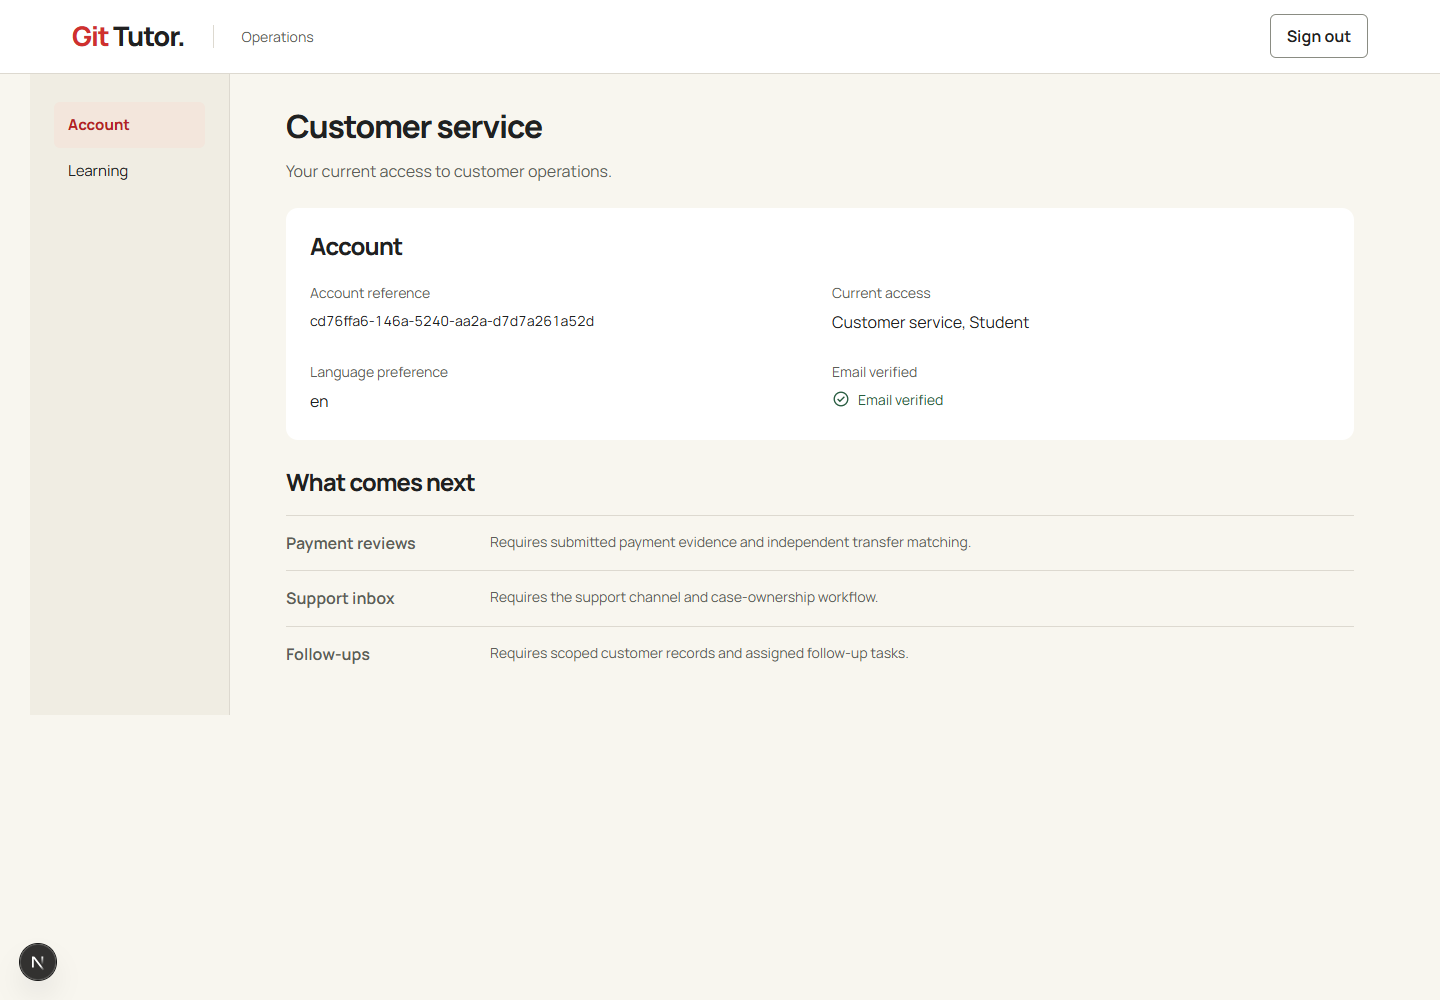 Git Tutor.
Operations
Sign out
Account
Learning
Customer service
Your current access to customer operations.
Account
Account reference
cd76ffa6-146a-5240-aa2a-d7d7a261a52d
Current access
Customer service, Student
Language preference
en
Email verified
Email verified
What comes next
Payment reviews
Requires submitted payment evidence and independent transfer matching.
Support inbox
Requires the support channel and case-ownership workflow.
Follow-ups
Requires scoped customer records and assigned follow-up tasks.
N